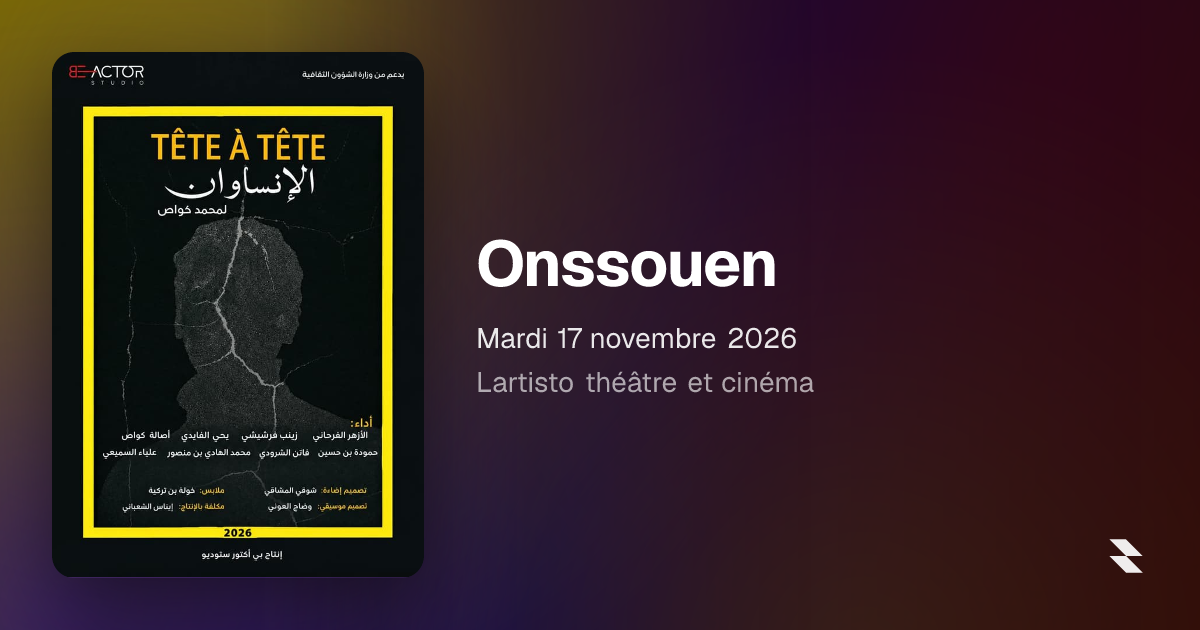 BE-ACTOR
STUDIO
بدعم من وزارة الشؤون الثقافية
TÊTE À TÊTE
الإنساوان
لمحمد كواص
أداء:
الأزهر الفرحاني زينب فرشيشي يحي الفايدي أصالة كواص
حمودة بن حسين فاتن الشرودي محمد الهادي بن منصور علياء السميعي
تصميم إضاءة: شوقي المشاقي ملابس: خولة بن تركية
تصميم موسيقي: وضاح العوني مكلفة بالإنتاج: إيناس الشعباني
2026
إنتاج بي أكتور ستوديو
Onssouen
Mardi 17 novembre 2026
Lartisto théâtre et cinéma